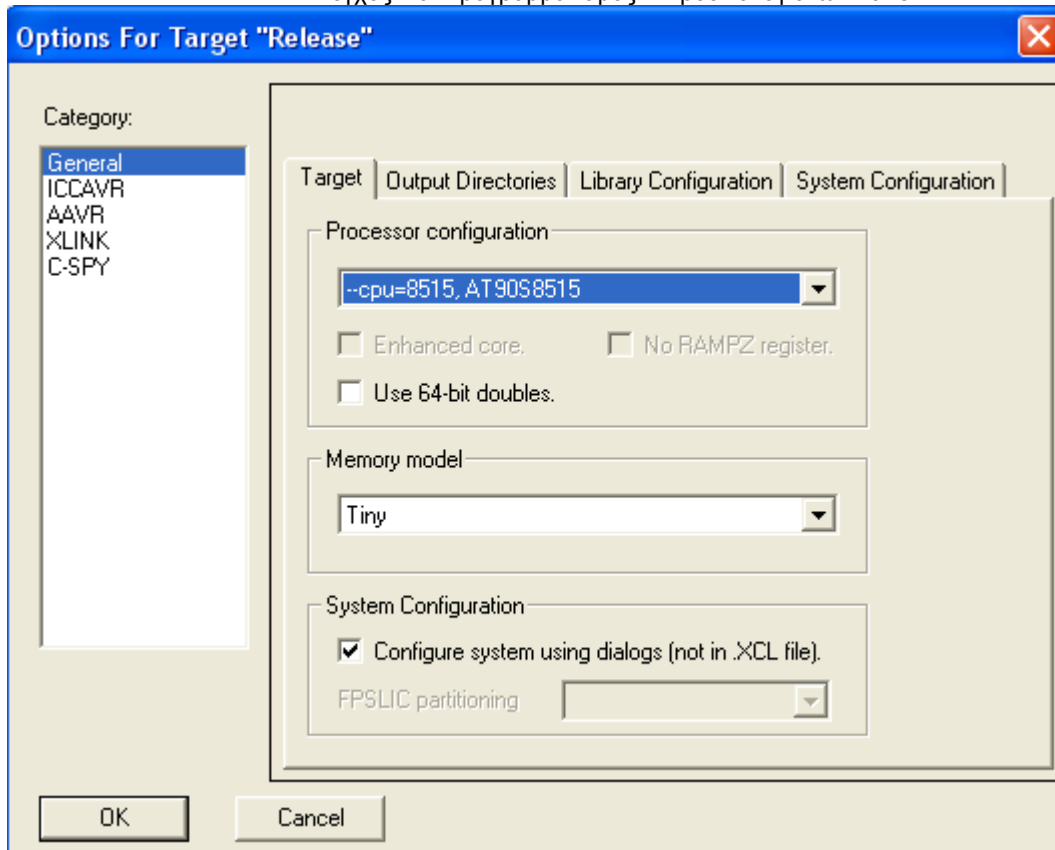 Options For Target "Release"
Category:
General
ICCAVR
AAVR
XLINK
C-SPY
Target
Output Directories
Library Configuration
System Configuration
Processor configuration
--cpu=8515, AT90S8515
Enhanced core.
No RAMPZ register.
Use 64-bit doubles.
Memory model
Tiny
System Configuration
Configure system using dialogs (not in .XCL file).
FPSLIC partitioning
OK
Cancel